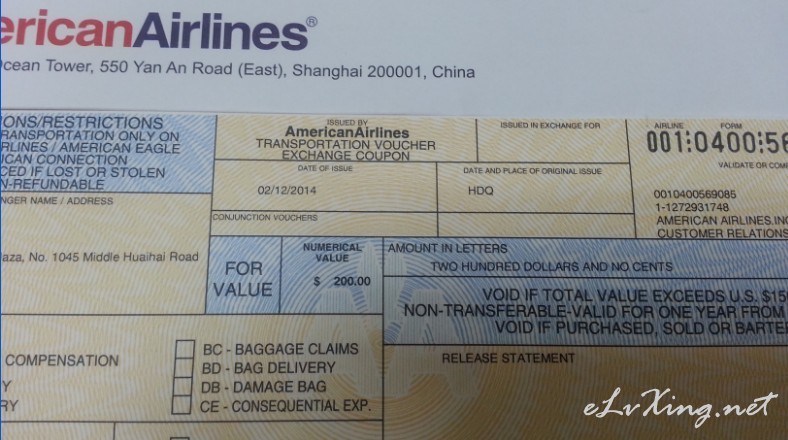 ericanAirlines®
Ocean Tower, 550 Yan An Road (East), Shanghai 200001, China
ONS/RESTRICTIONS
RANSPORTATION ONLY ON
RLINES / AMERICAN EAGLE
ICAN CONNECTION
CED IF LOST OR STOLEN
N-REFUNDABLE
NGER NAME / ADDRESS
aza, No. 1045 Middle Huaihai Road
ISSUED BY
AmericanAirlines
TRANSPORTATION VOUCHER
EXCHANGE COUPON
ISSUED IN EXCHANGE FOR
DATE OF ISSUE
02/12/2014
DATE AND PLACE OF ORIGINAL ISSUE
HDQ
CONJUNCTION VOUCHERS
AIRLINE FORM
001:0400:56
VALIDATE OR COM
0010400569085
1-1272931748
AMERICAN AIRLINES.INC
CUSTOMER RELATIONS
FOR
VALUE
NUMERICAL
VALUE
$ 200.00
AMOUNT IN LETTERS
TWO HUNDRED DOLLARS AND NO CENTS
VOID IF TOTAL VALUE EXCEEDS U.S. $15
NON-TRANSFERABLE-VALID FOR ONE YEAR FROM
VOID IF PURCHASED, SOLD OR BARTE
COMPENSATION
Y
RY
BC - BAGGAGE CLAIMS
BD - BAG DELIVERY
DB - DAMAGE BAG
CE - CONSEQUENTIAL EXP.
RELEASE STATEMENT
eLvXing.net